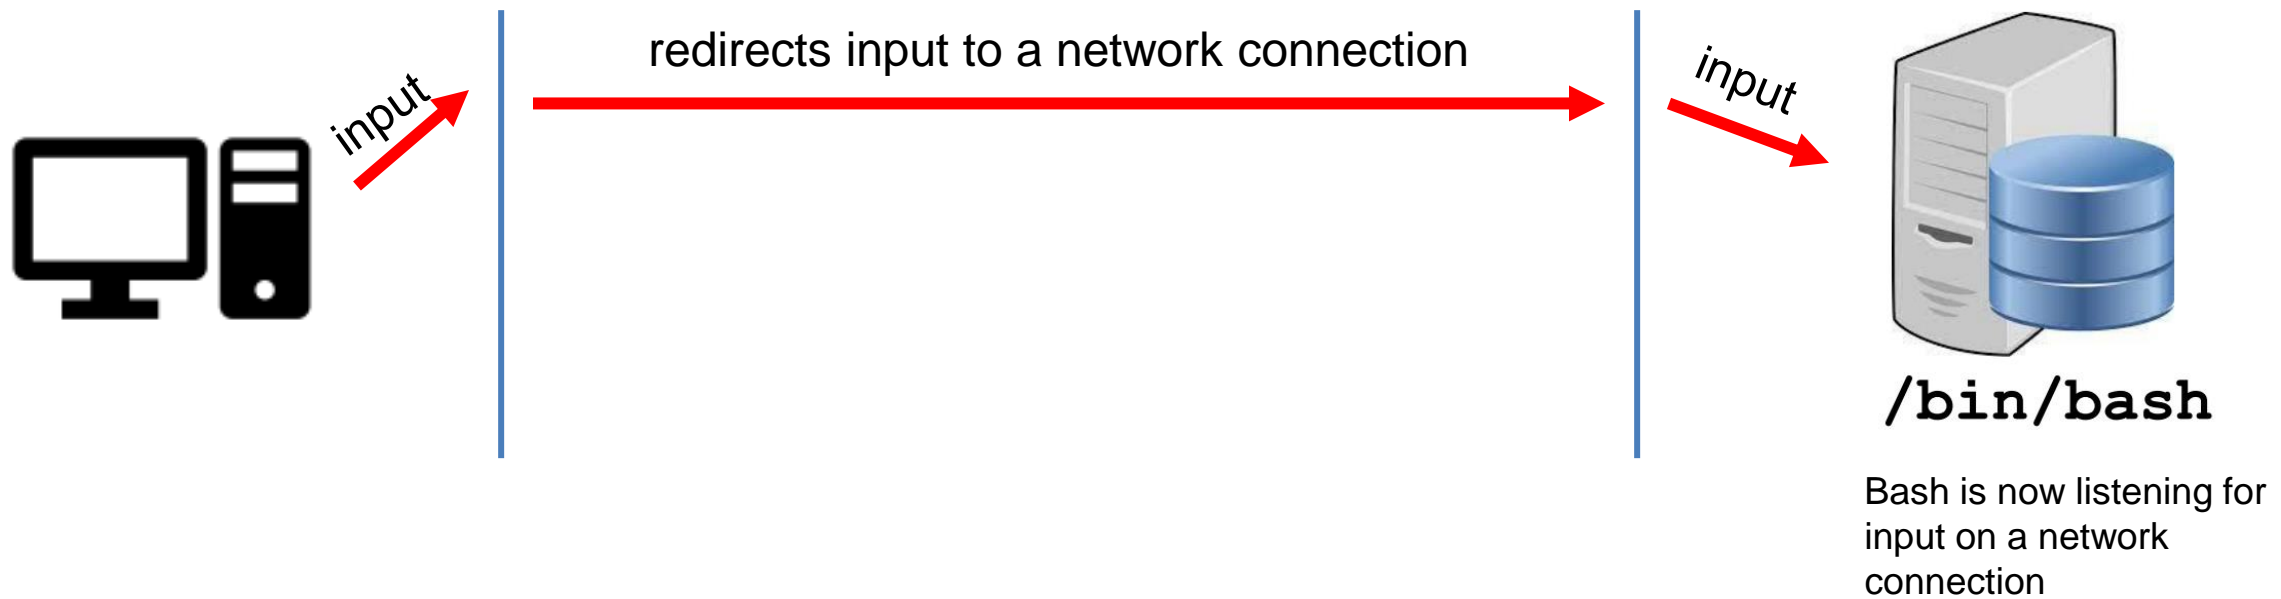 redirects input to a network connection
input
input
/bin/bash
Bash is now listening for
input on a network
connection